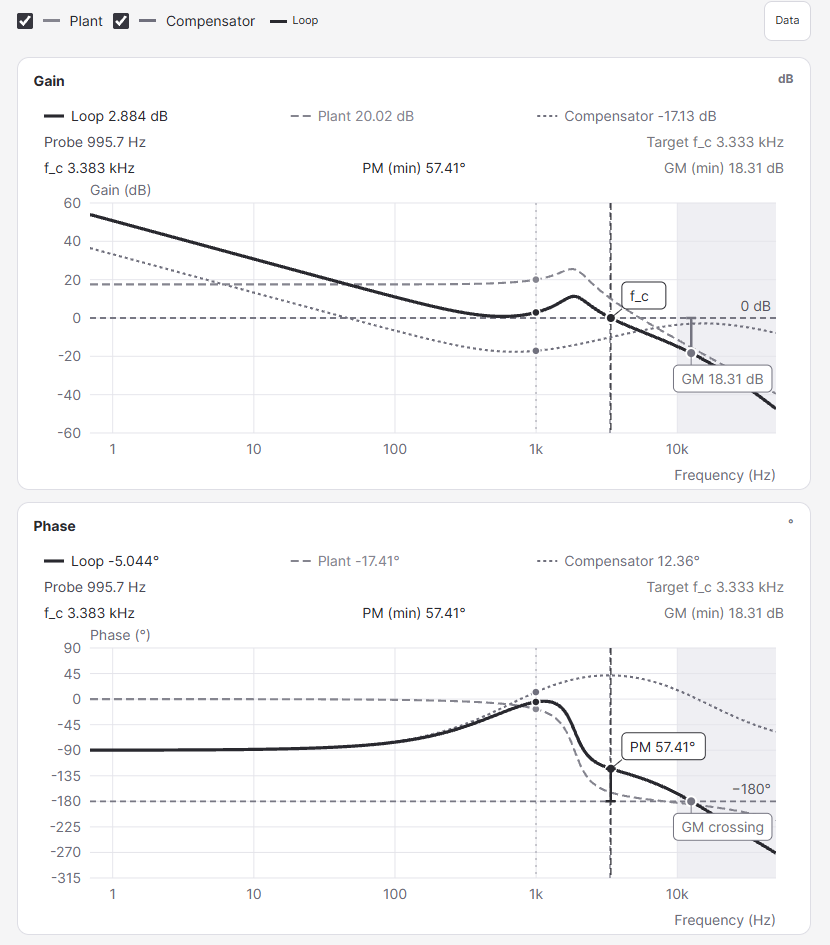 Plant Compensator Loop Data
Gain dB
Loop 2.884 dB Plant 20.02 dB Compensator -17.13 dB
Probe 995.7 Hz Target f_c 3.333 kHz
f_c 3.383 kHz PM (min) 57.41° GM (min) 18.31 dB
Gain (dB)
60
40
20
f_c
0 dB
0
-20
GM 18.31 dB
-40
-60
1 10 100 1k 10k
Frequency (Hz)
Phase °
Loop -5.044° Plant -17.41° Compensator 12.36°
Probe 995.7 Hz Target f_c 3.333 kHz
f_c 3.383 kHz PM (min) 57.41° GM (min) 18.31 dB
Phase (°)
90
45
0
-45
PM 57.41°
-90
-135
−180°
-180
GM crossing
-225
-270
-315
1 10 100 1k 10k
Frequency (Hz)